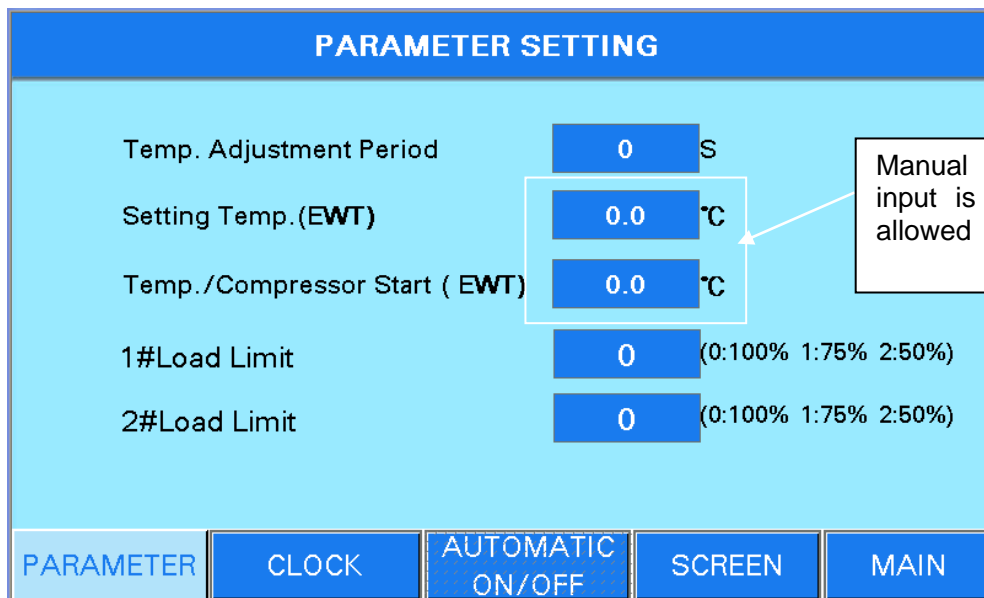 PARAMETER SETTING
Temp. Adjustment Period 0 S
Manual
input is
allowed
Setting Temp.(EWT) 0.0 ℃
Temp./Compressor Start ( EWT) 0.0 ℃
1#Load Limit 0 (0:100% 1:75% 2:50%)
2#Load Limit 0 (0:100% 1:75% 2:50%)
PARAMETER CLOCK AUTOMATIC ON/OFF SCREEN MAIN